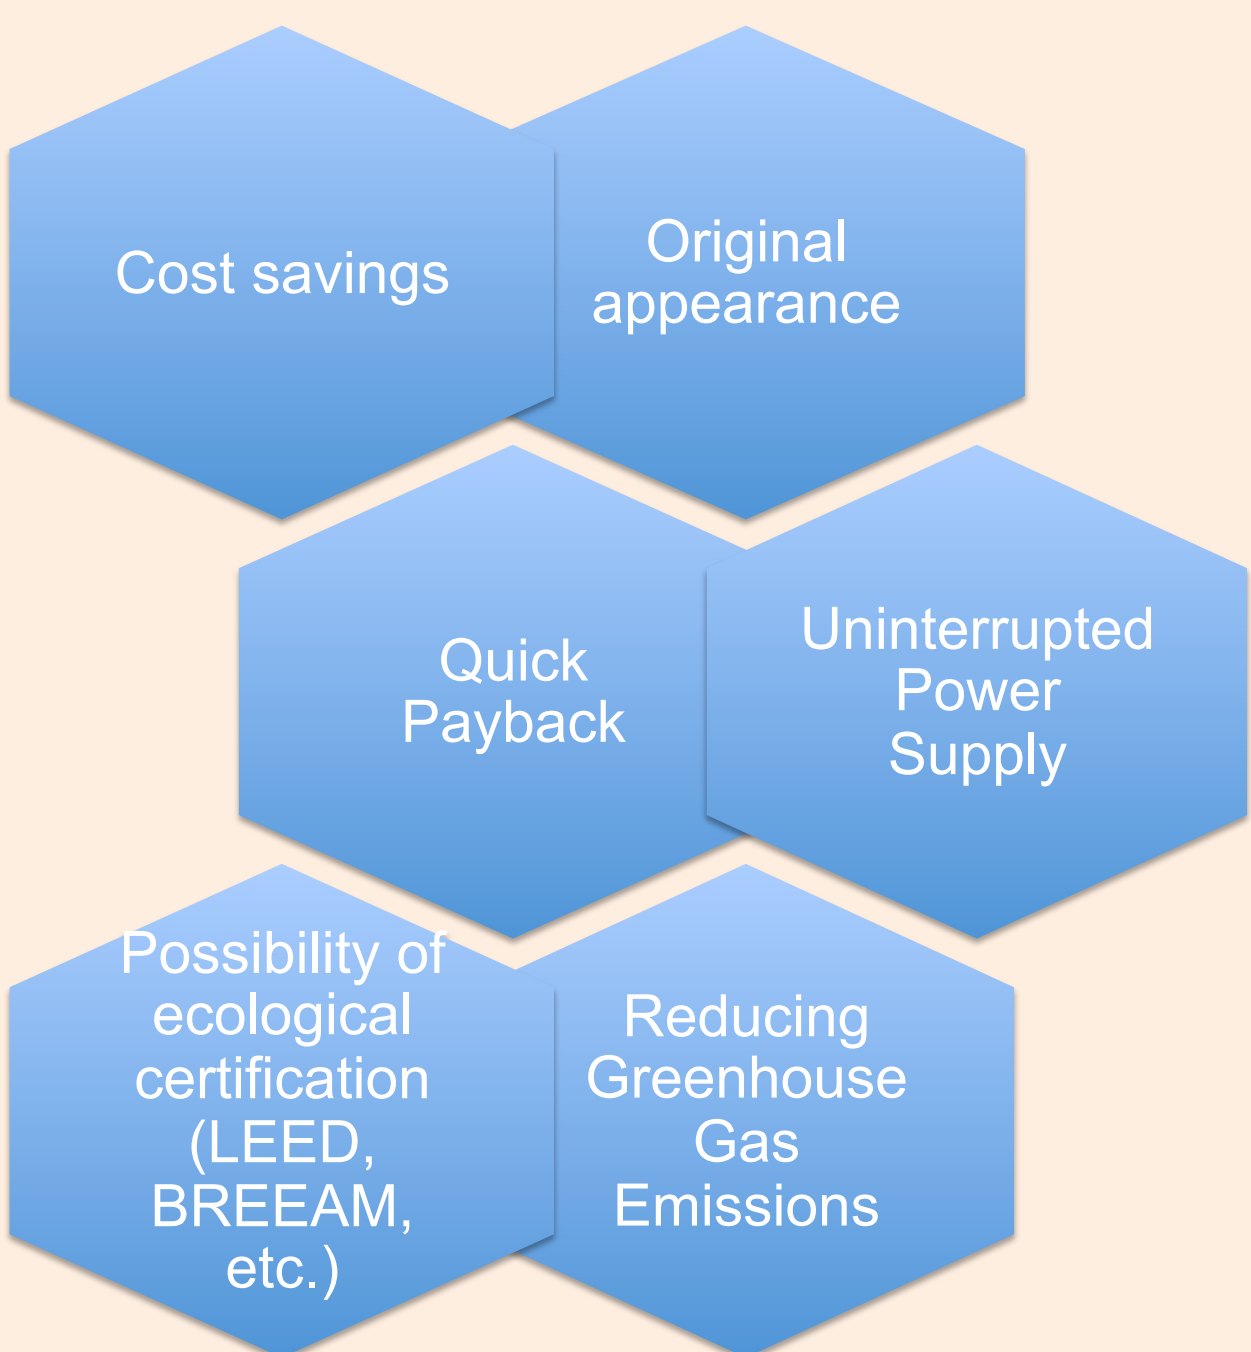 Cost savings
Original
appearance
Quick
Payback
Uninterrupted
Power
Supply
Possibility of
ecological
certification
(LEED,
BREEAM,
etc.)
Reducing
Greenhouse
Gas
Emissions